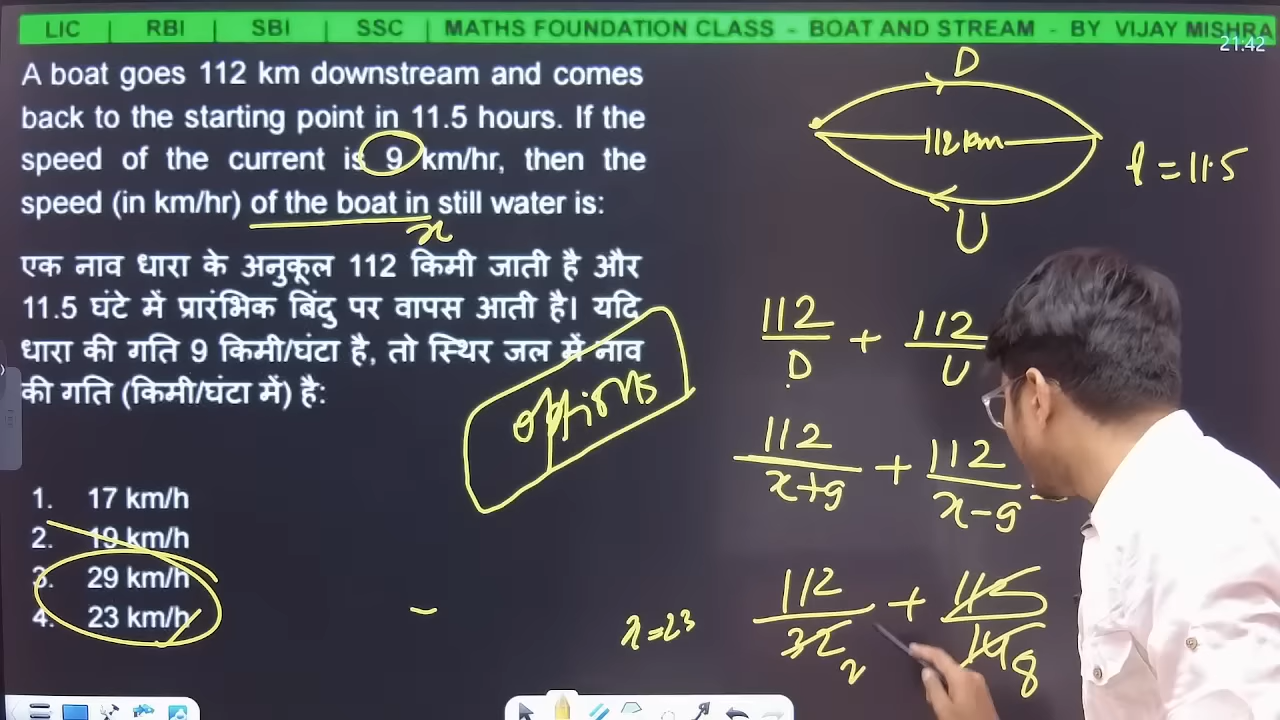 LIC | RBI | SBI | SSC | MATHS FOUNDATION CLASS - BOAT AND STREAM - BY VIJAY MISHRA
21:42
A boat goes 112 km downstream and comes
back to the starting point in 11.5 hours. If the
speed of the current is 9 km/hr, then the
speed (in km/hr) of the boat in still water is:
x
एक नाव धारा के अनुकूल 112 किमी जाती है और
11.5 घंटे में प्रारंभिक बिंदु पर वापस आती है। यदि
धारा की गति 9 किमी/घंटा है, तो स्थिर जल में नाव
की गति (किमी/घंटा में) है:
options
1. 17 km/h
2. 19 km/h
3. 29 km/h
4. 23 km/h
D
112km
U
t = 11.5
112/D + 112/U
112/x+9 + 112/x-9
x=23
112/32 + 112/14
2 8